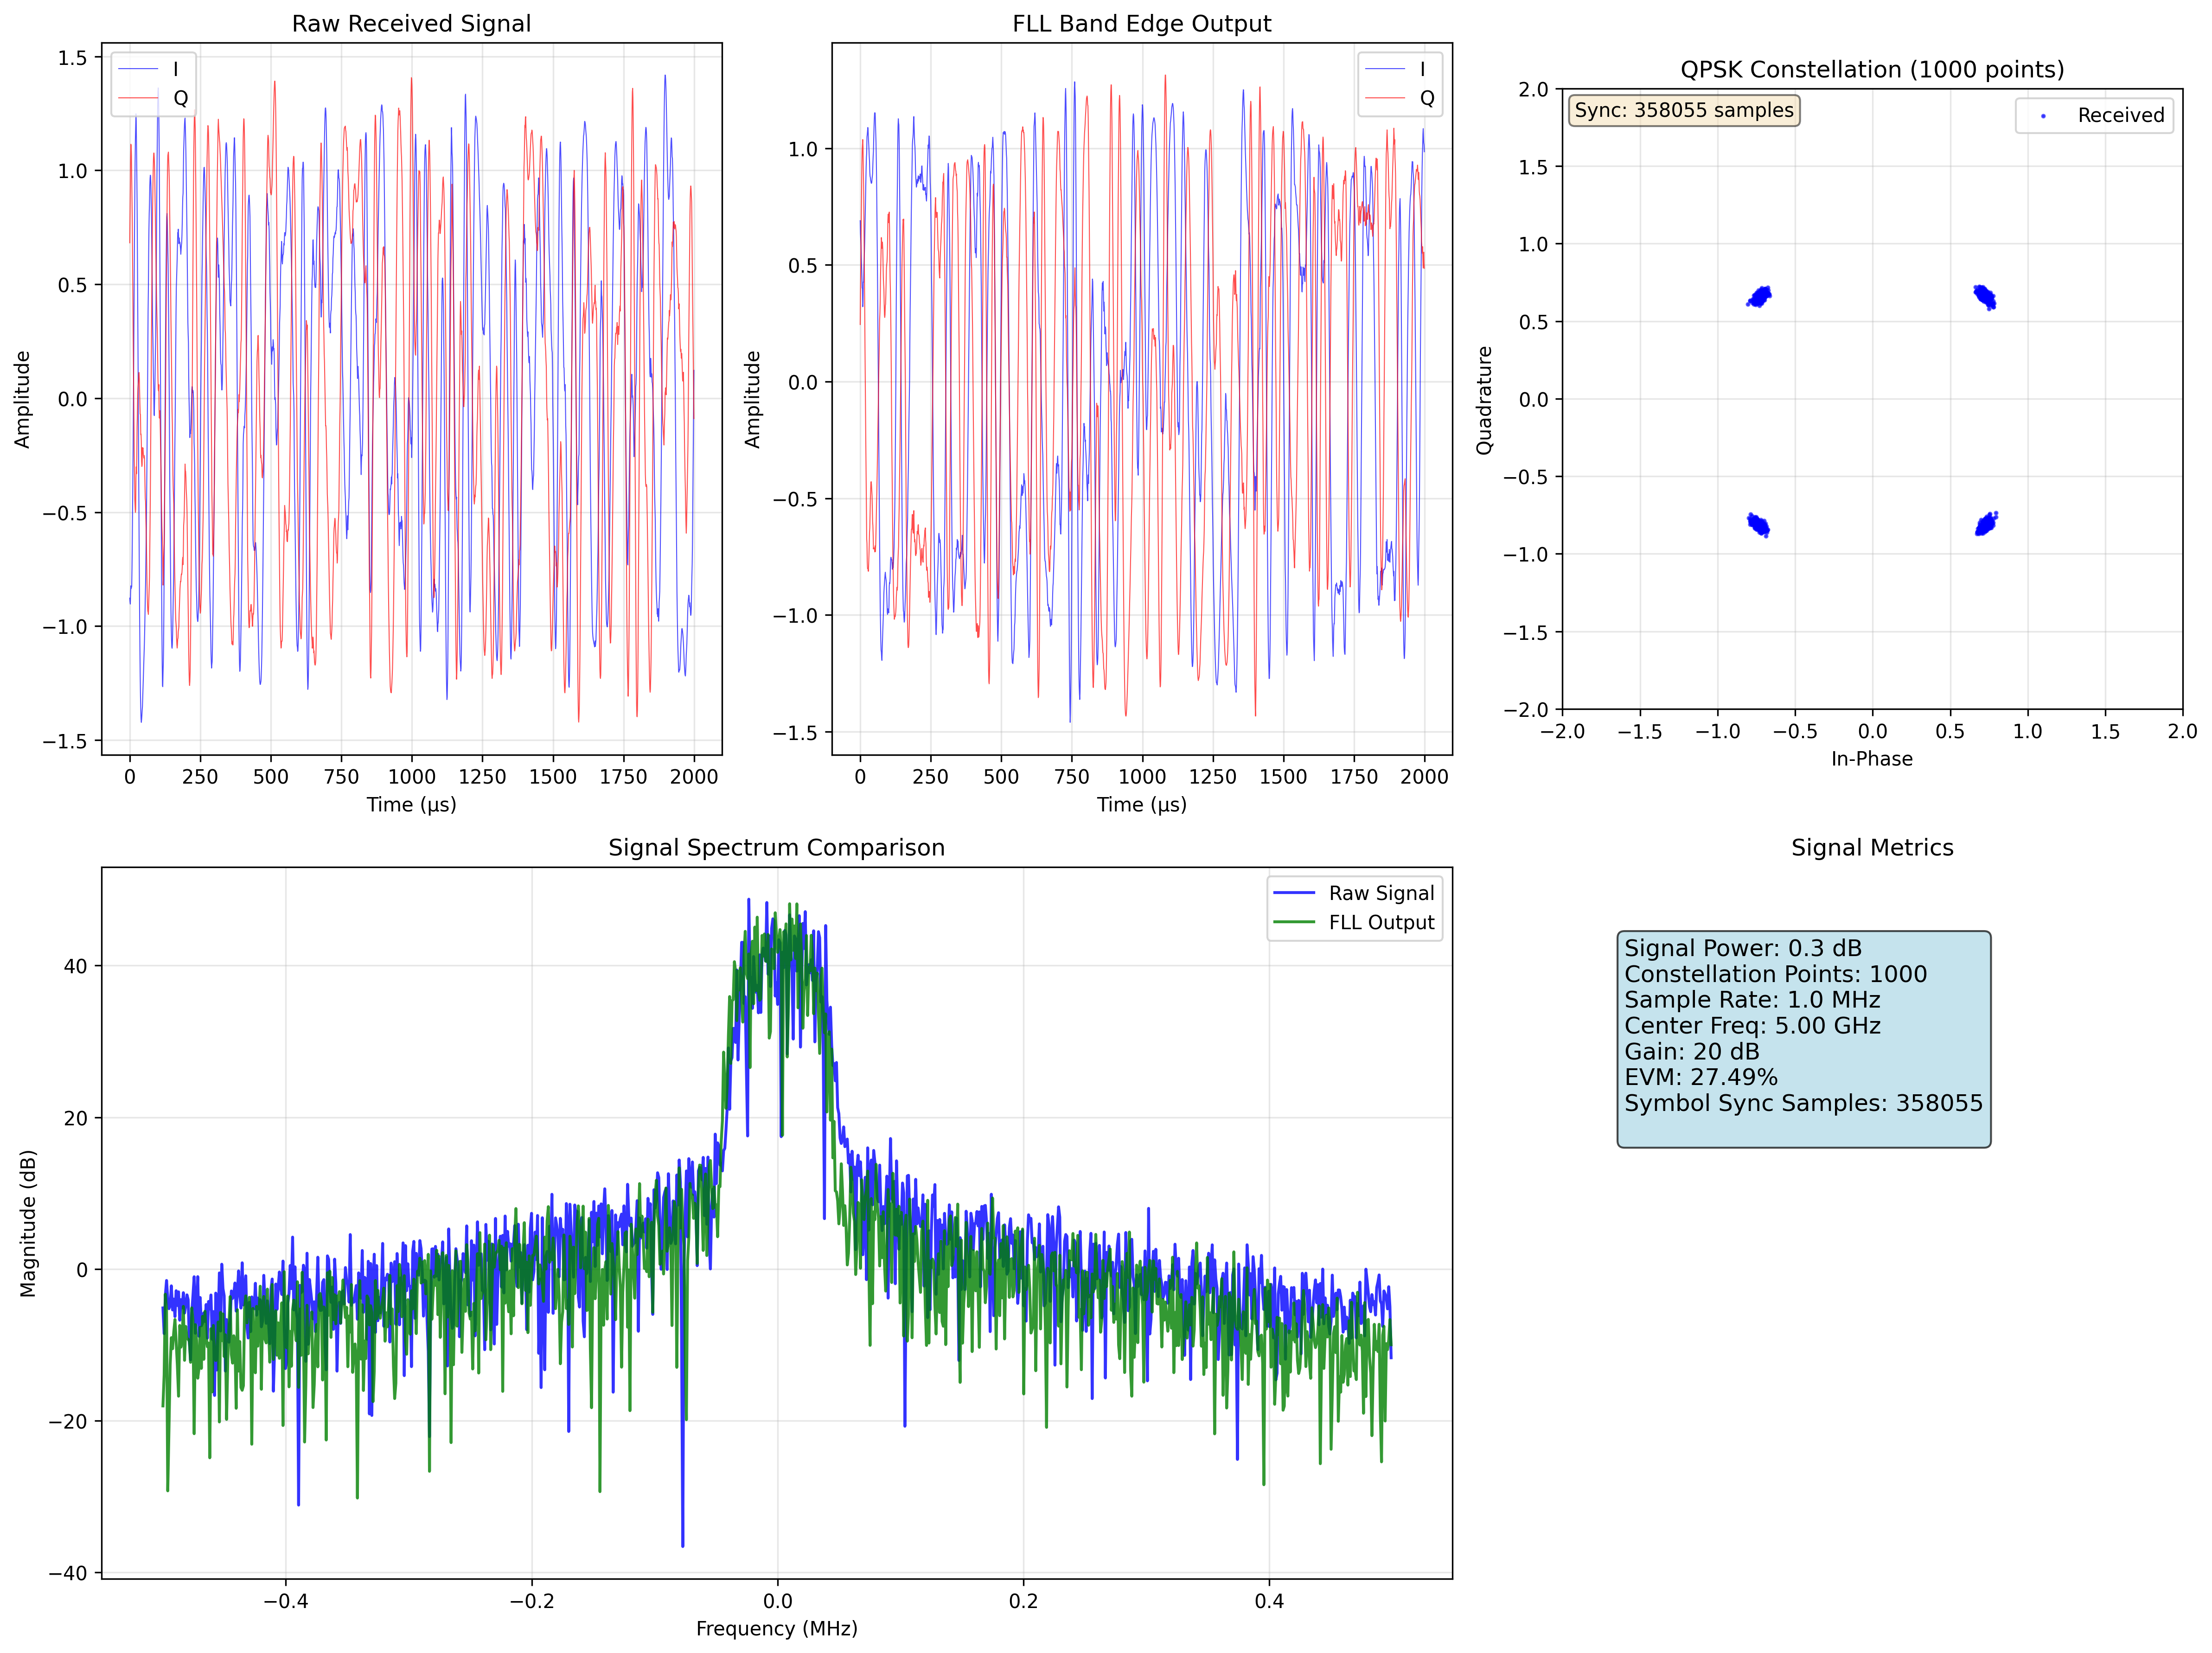 Raw Received Signal
I
Q
1.5
1.0
0.5
0.0
−0.5
−1.0
−1.5
Amplitude
0 250 500 750 1000 1250 1500 1750 2000
Time (µs)
FLL Band Edge Output
I
Q
1.0
0.5
0.0
−0.5
−1.0
−1.5
Amplitude
0 250 500 750 1000 1250 1500 1750 2000
Time (µs)
QPSK Constellation (1000 points)
Sync: 358055 samples
Received
2.0
1.5
1.0
0.5
0.0
−0.5
−1.0
−1.5
−2.0
Quadrature
−2.0 −1.5 −1.0 −0.5 0.0 0.5 1.0 1.5 2.0
In-Phase
Signal Spectrum Comparison
Raw Signal
FLL Output
40
20
0
−20
−40
Magnitude (dB)
−0.4 −0.2 0.0 0.2 0.4
Frequency (MHz)
Signal Metrics
Signal Power: 0.3 dB
Constellation Points: 1000
Sample Rate: 1.0 MHz
Center Freq: 5.00 GHz
Gain: 20 dB
EVM: 27.49%
Symbol Sync Samples: 358055